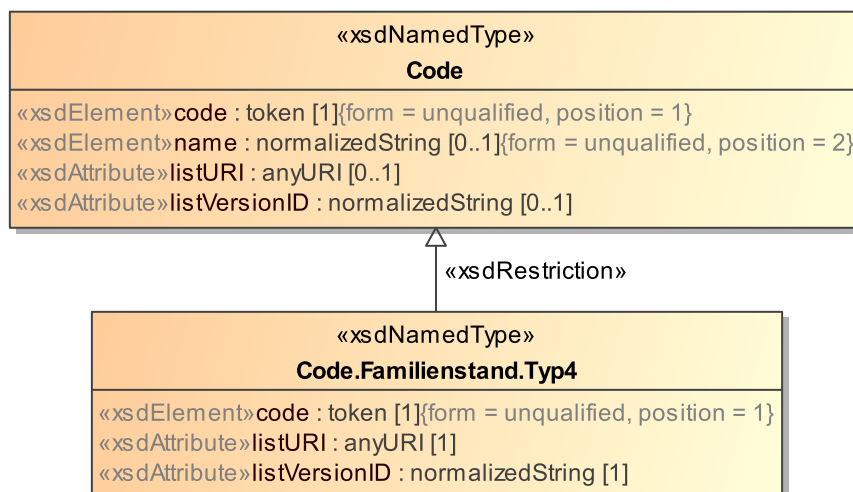 «xsdNamedType»
Code
«xsdElement»code : token [1]{form = unqualified, position = 1}
«xsdElement»name : normalizedString [0..1]{form = unqualified, position = 2}
«xsdAttribute»listURI : anyURI [0..1]
«xsdAttribute»listVersionID : normalizedString [0..1]
«xsdRestriction»
«xsdNamedType»
Code.Familienstand.Typ4
«xsdElement»code : token [1]{form = unqualified, position = 1}
«xsdAttribute»listURI : anyURI [1]
«xsdAttribute»listVersionID : normalizedString [1]